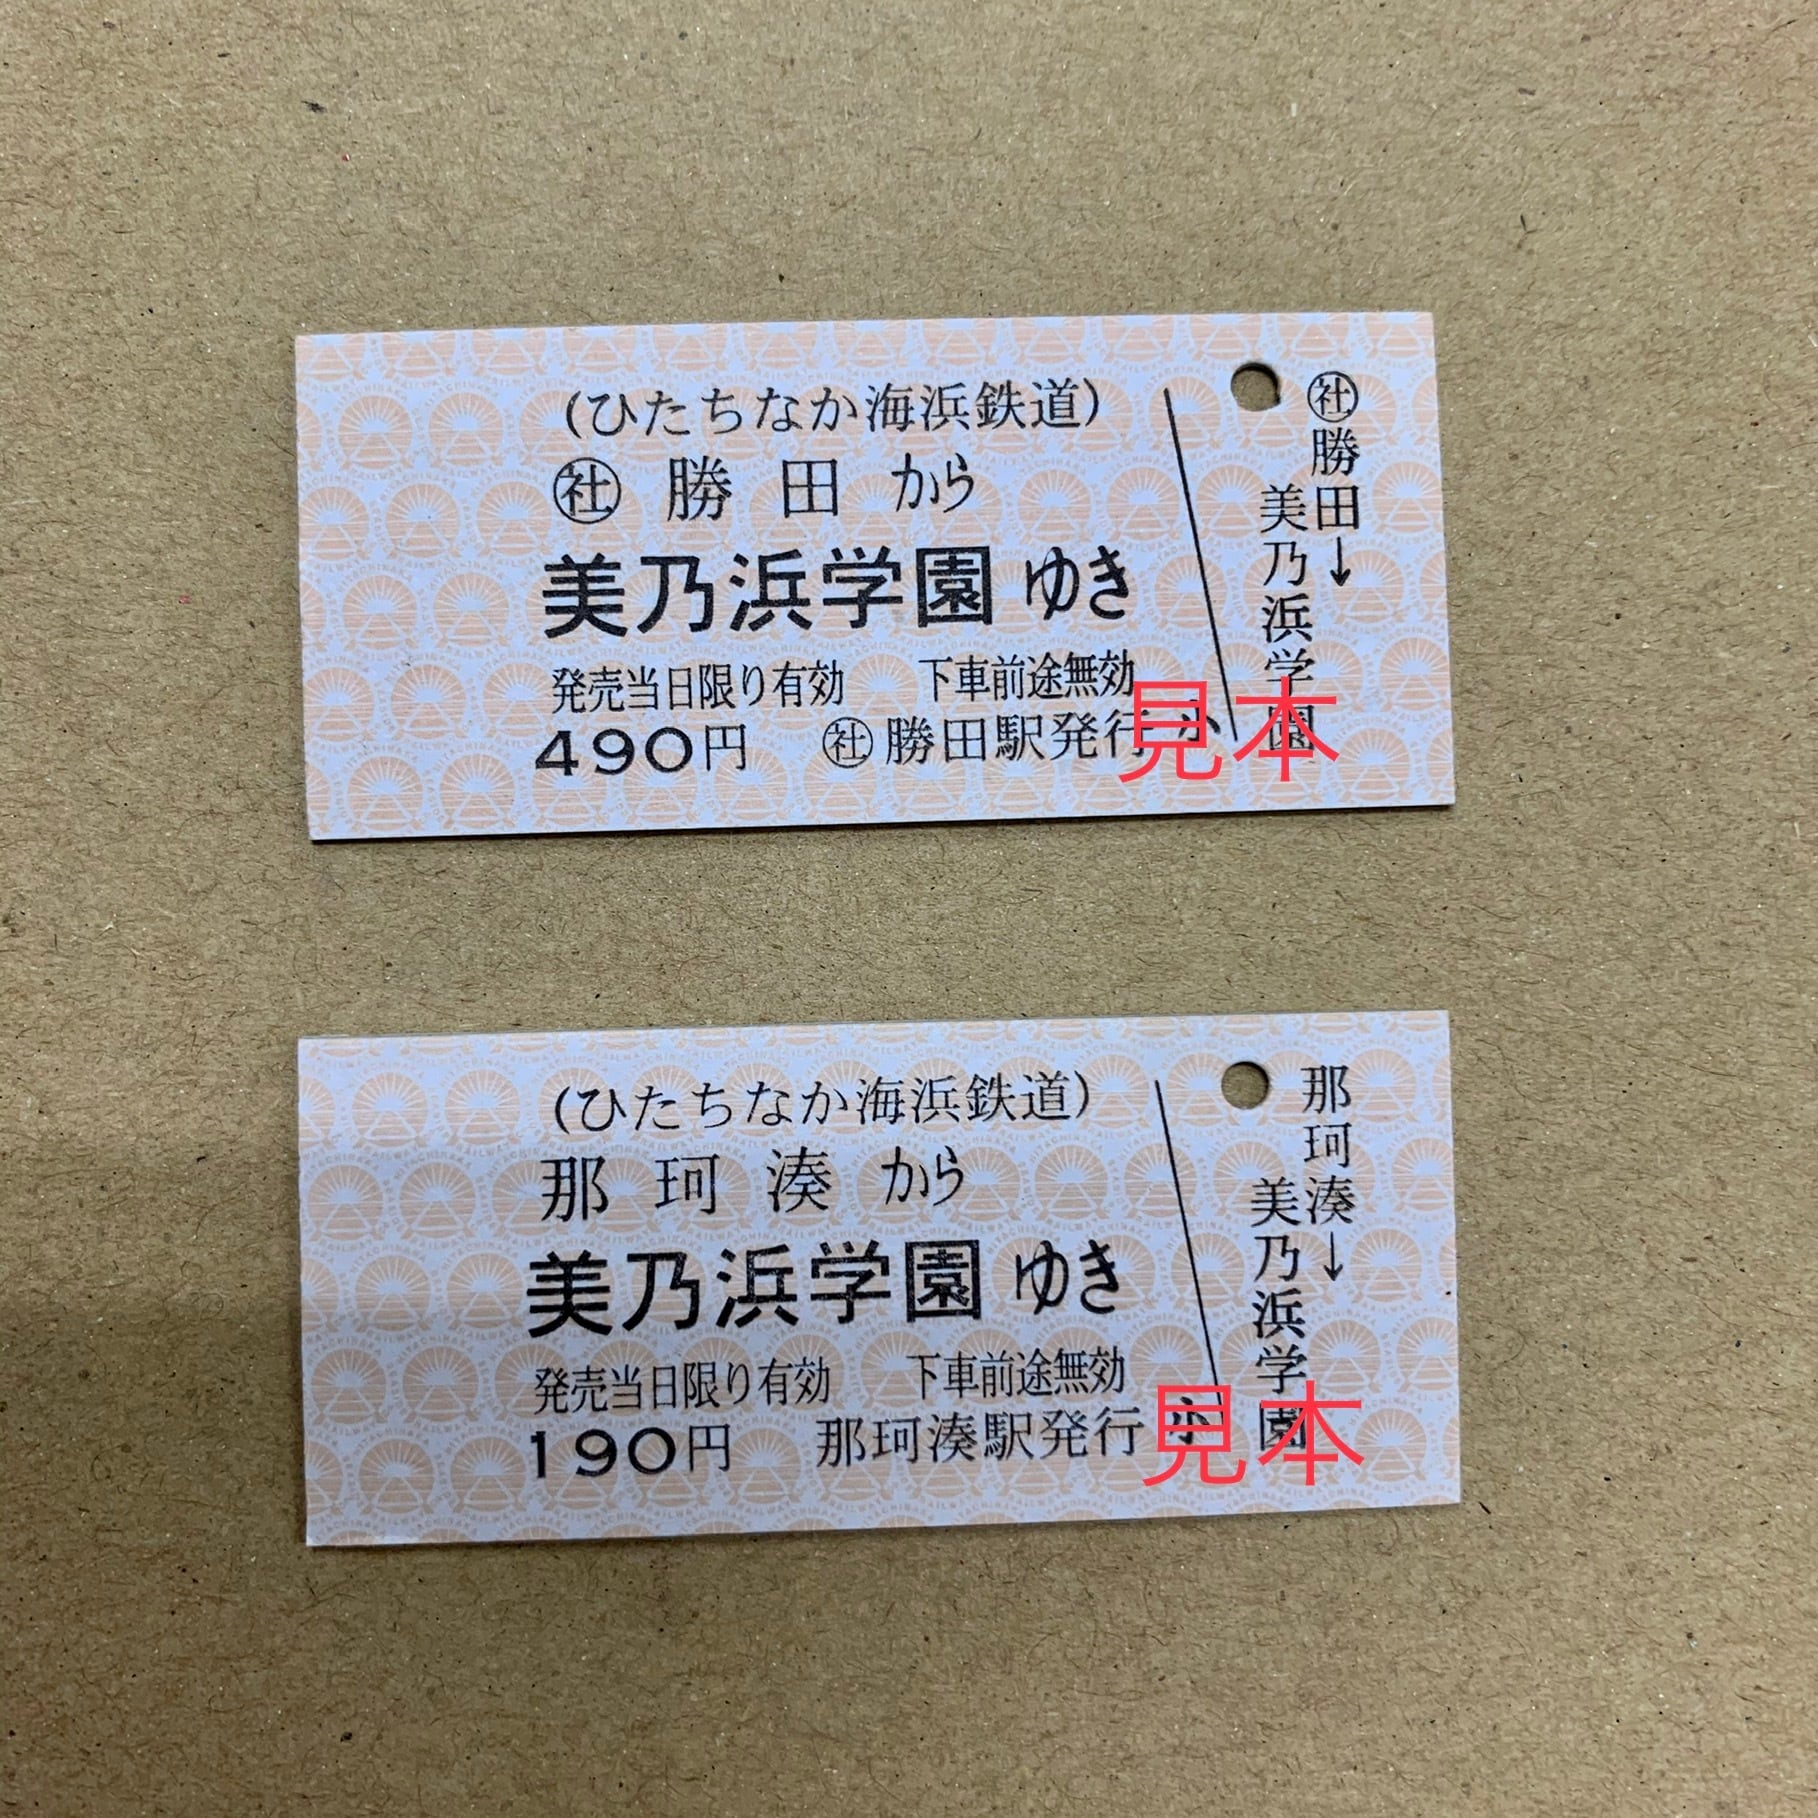 (ひたちなか海浜鉄道)
㊓勝田から
美乃浜学園ゆき
発売当日限り有効 下車前途無効
490円 ㊓勝田駅発行 小
㊓勝田→
美乃浜学園
見本
(ひたちなか海浜鉄道)
那珂湊から
美乃浜学園ゆき
発売当日限り有効 下車前途無効
190円 那珂湊駅発行 小
那珂湊→
美乃浜学園
見本